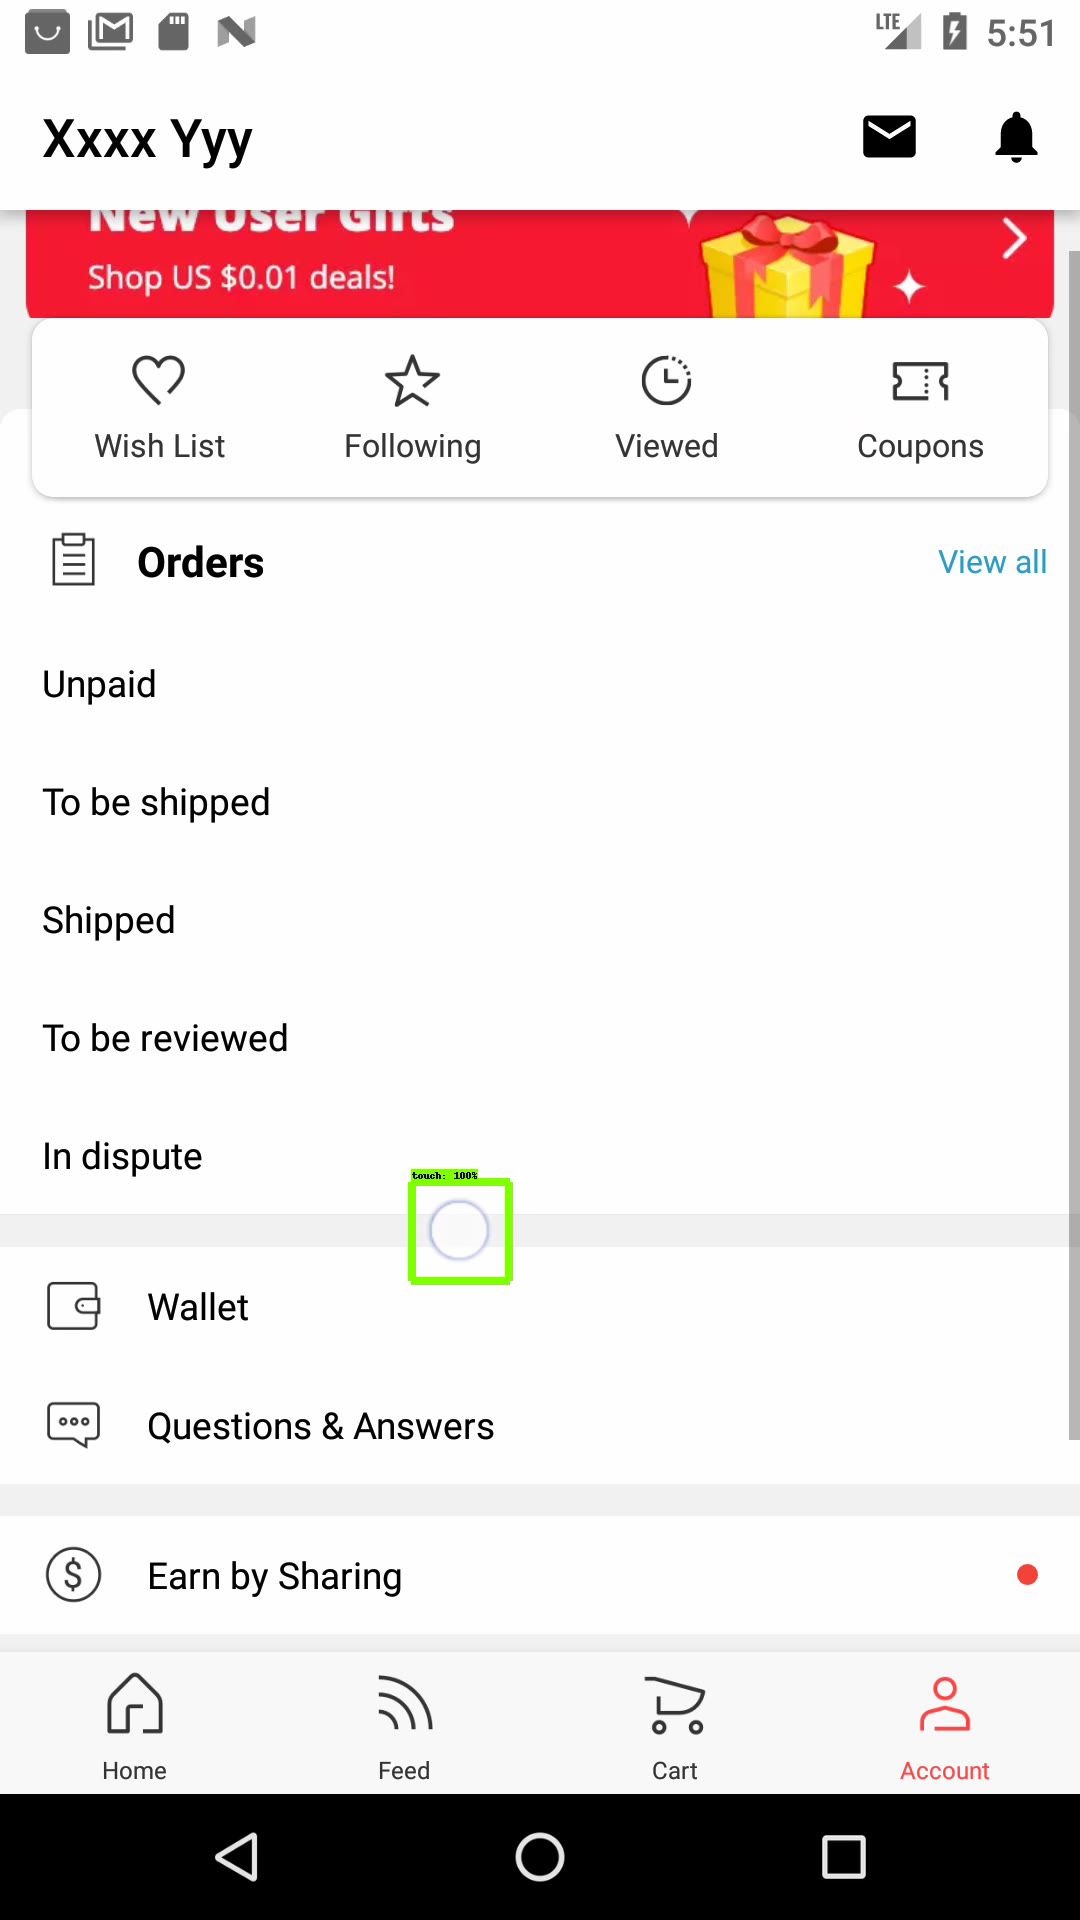 LTE 5:51
Xxxx Yyy
New User Gifts
Shop US $0.01 deals!
Wish List Following Viewed Coupons
Orders View all
Unpaid
To be shipped
Shipped
To be reviewed
In dispute
touch: 100%
Wallet
Questions & Answers
Earn by Sharing
Home Feed Cart Account